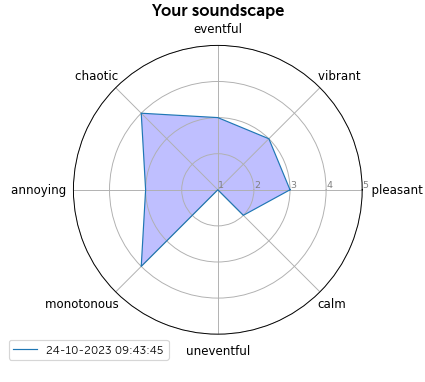 Your soundscape
eventful
chaotic
vibrant
annoying
1 2 3 4 5
pleasant
monotonous
calm
uneventful
24-10-2023 09:43:45